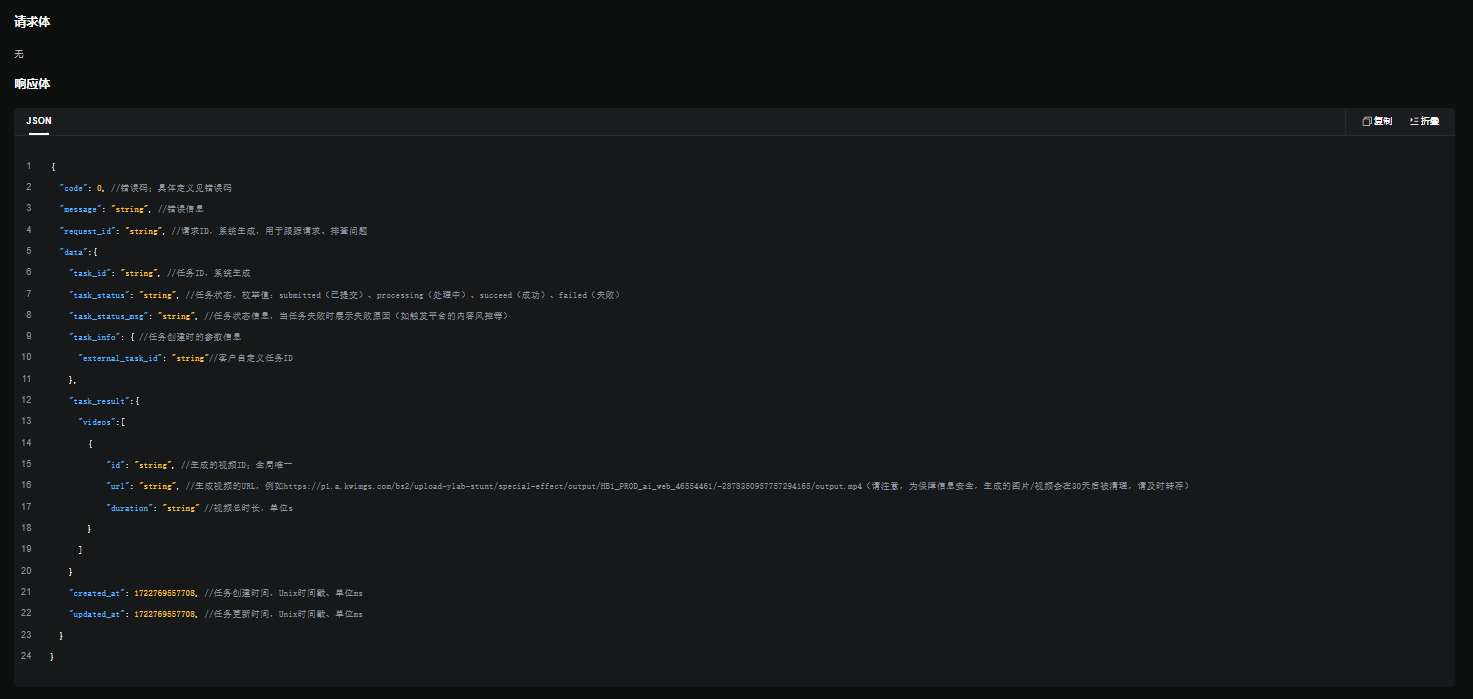 请求体
无
响应体
JSON
复制 折叠
1 {
2 "code": 0, //错误码；具体定义见错误码
3 "message": "string", //错误信息
4 "request_id": "string", //请求ID，系统生成，用于跟踪请求、排查问题
5 "data":{
6 "task_id": "string", //任务ID，系统生成
7 "task_status": "string", //任务状态，枚举值：submitted（已提交）、processing（处理中）、succeed（成功）、failed（失败）
8 "task_status_msg": "string", //任务状态信息，当任务失败时展示失败原因（如触发平台的内容风控等）
9 "task_info": { //任务创建时的参数信息
10 "external_task_id": "string"//客户自定义任务ID
11 },
12 "task_result":{
13 "videos":[
14 {
15 "id": "string", //生成的视频ID；全局唯一
16 "url": "string", //生成视频的URL，例如https://p1.a.kwimgs.com/bs2/upload-ylab-stunt/special-effect/output/HB1_PROD_ai_web_46554461/-2878350957757294165/output.mp4（请注意，为保障信息安全，生成的图片/视频会在30天后被清理，请及时转存）
17 "duration": "string" //视频总时长，单位s
18 }
19 ]
20 }
21 "created_at": 1722769557708, //任务创建时间，Unix时间戳、单位ms
22 "updated_at": 1722769557708, //任务更新时间，Unix时间戳、单位ms
23 }
24 }